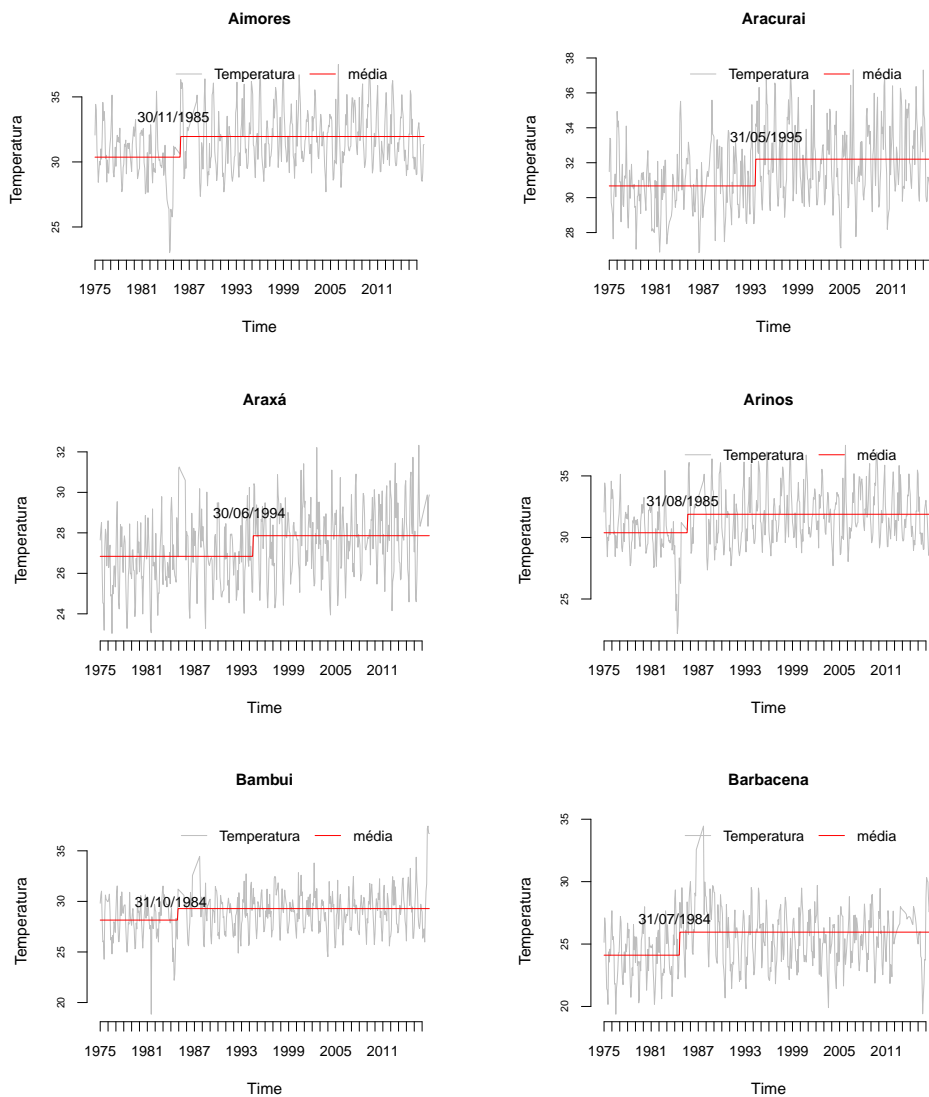 Aimores
Temperatura média
30/11/1985
Temperatura
35
30
25
1975 1981 1987 1993 1999 2005 2011
Time
Aracurai
Temperatura média
31/05/1995
Temperatura
38
36
34
32
30
28
1975 1981 1987 1993 1999 2005 2011
Time
Araxá
30/06/1994
Temperatura
32
30
28
26
24
1975 1981 1987 1993 1999 2005 2011
Time
Arinos
Temperatura média
31/08/1985
Temperatura
35
30
25
1975 1981 1987 1993 1999 2005 2011
Time
Bambui
Temperatura média
31/10/1984
Temperatura
35
30
25
20
1975 1981 1987 1993 1999 2005 2011
Time
Barbacena
Temperatura média
31/07/1984
Temperatura
35
30
25
20
1975 1981 1987 1993 1999 2005 2011
Time